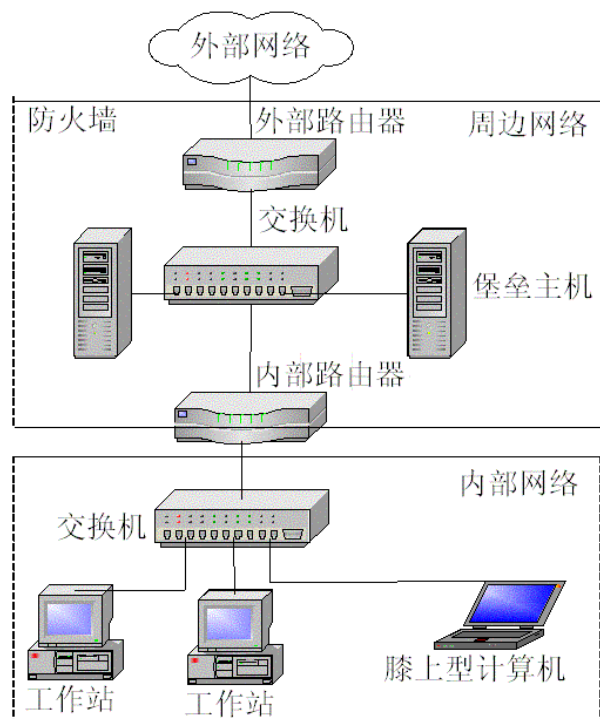 外部网络
防火墙
外部路由器
周边网络
交换机
堡垒主机
内部路由器
内部网络
交换机
膝上型计算机
工作站
工作站